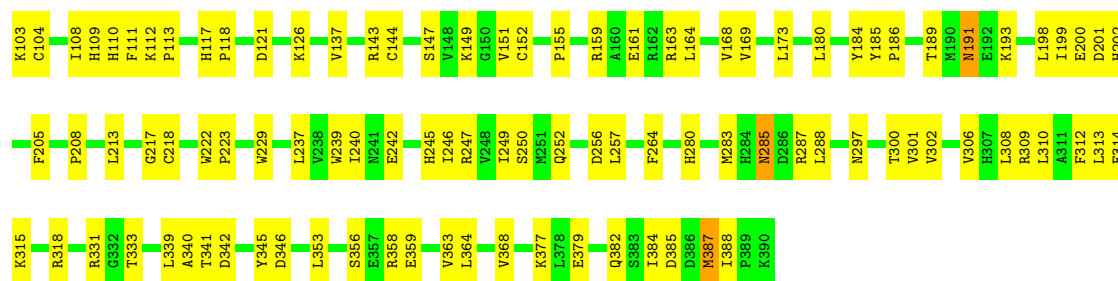 K103 C104 I108 H109 H110 F111 K112 P113 H117 P118 D121 K126 V137 R143 C144 S147 V148 K149 G150 V151 C152 P155 R159 A160 E161 R162 R163 L164 V168 V169 L173 L180 Y184 Y185 P186 T189 M190 N191 E192 K193 L198 I199 E200 D201 H202
F205 P208 L213 G217 C218 W222 P223 W229 L237 V238 W239 I240 N241 E242 H245 I246 R247 V248 I249 S250 M251 Q252 D256 L257 F264 H280 M283 H284 N285 D286 R287 L288 N297 T300 V301 V302 V306 H307 L308 R309 L310 A311 F312 L313 E314
K315 R318 R331 G332 T333 L339 A340 T341 D342 Y345 D346 L353 S356 E357 R358 E359 V363 L364 V368 K377 L378 E379 Q382 S383 I384 D385 D386 M387 I388 P389 K390